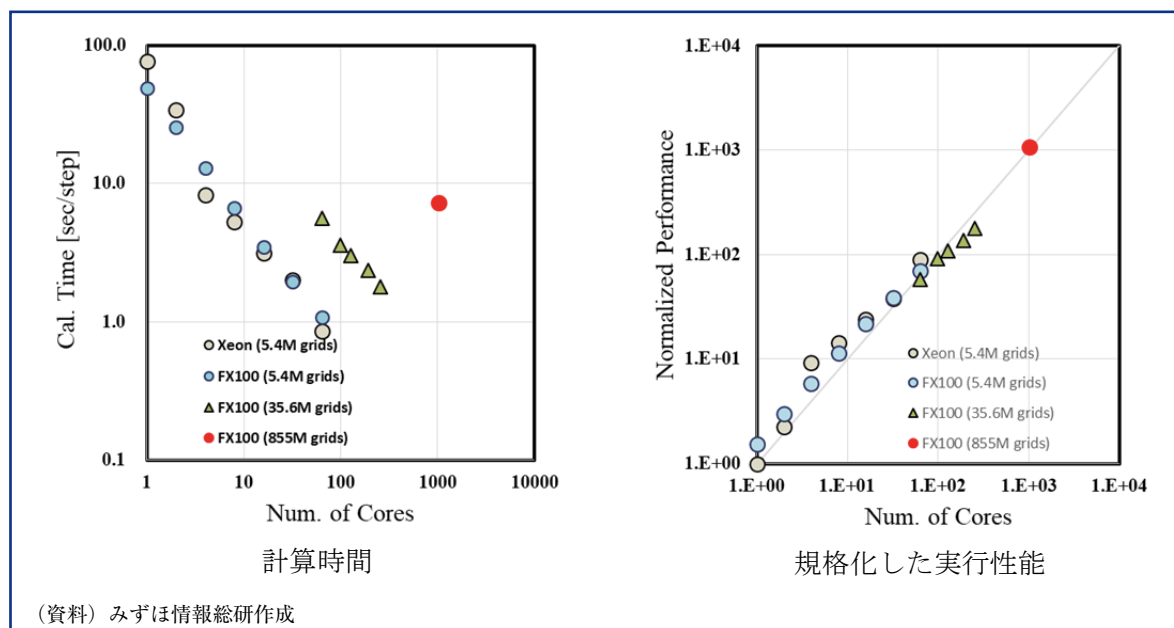 100.0
10.0
1.0
0.1
Cal. Time [sec/step]
Xeon (5.4M grids)
FX100 (5.4M grids)
FX100 (35.6M grids)
FX100 (855M grids)
1 10 100 1000 10000
Num. of Cores
計算時間
1.E+04
1.E+03
1.E+02
1.E+01
1.E+00
Normalized Performance
Xeon (5.4M grids)
FX100 (5.4M grids)
FX100 (35.6M grids)
FX100 (855M grids)
1.E+00 1.E+01 1.E+02 1.E+03 1.E+04
Num. of Cores
規格化した実行性能
（資料）みずほ情報総研作成